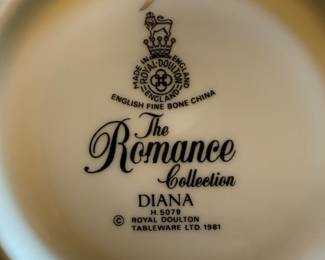 MADE IN ENGLAND
ROYAL·DOULTON
ENGLAND
ENGLISH FINE BONE CHINA
The
Romance
Collection
DIANA
H.5079
© ROYAL DOULTON
TABLEWARE LTD. 1981